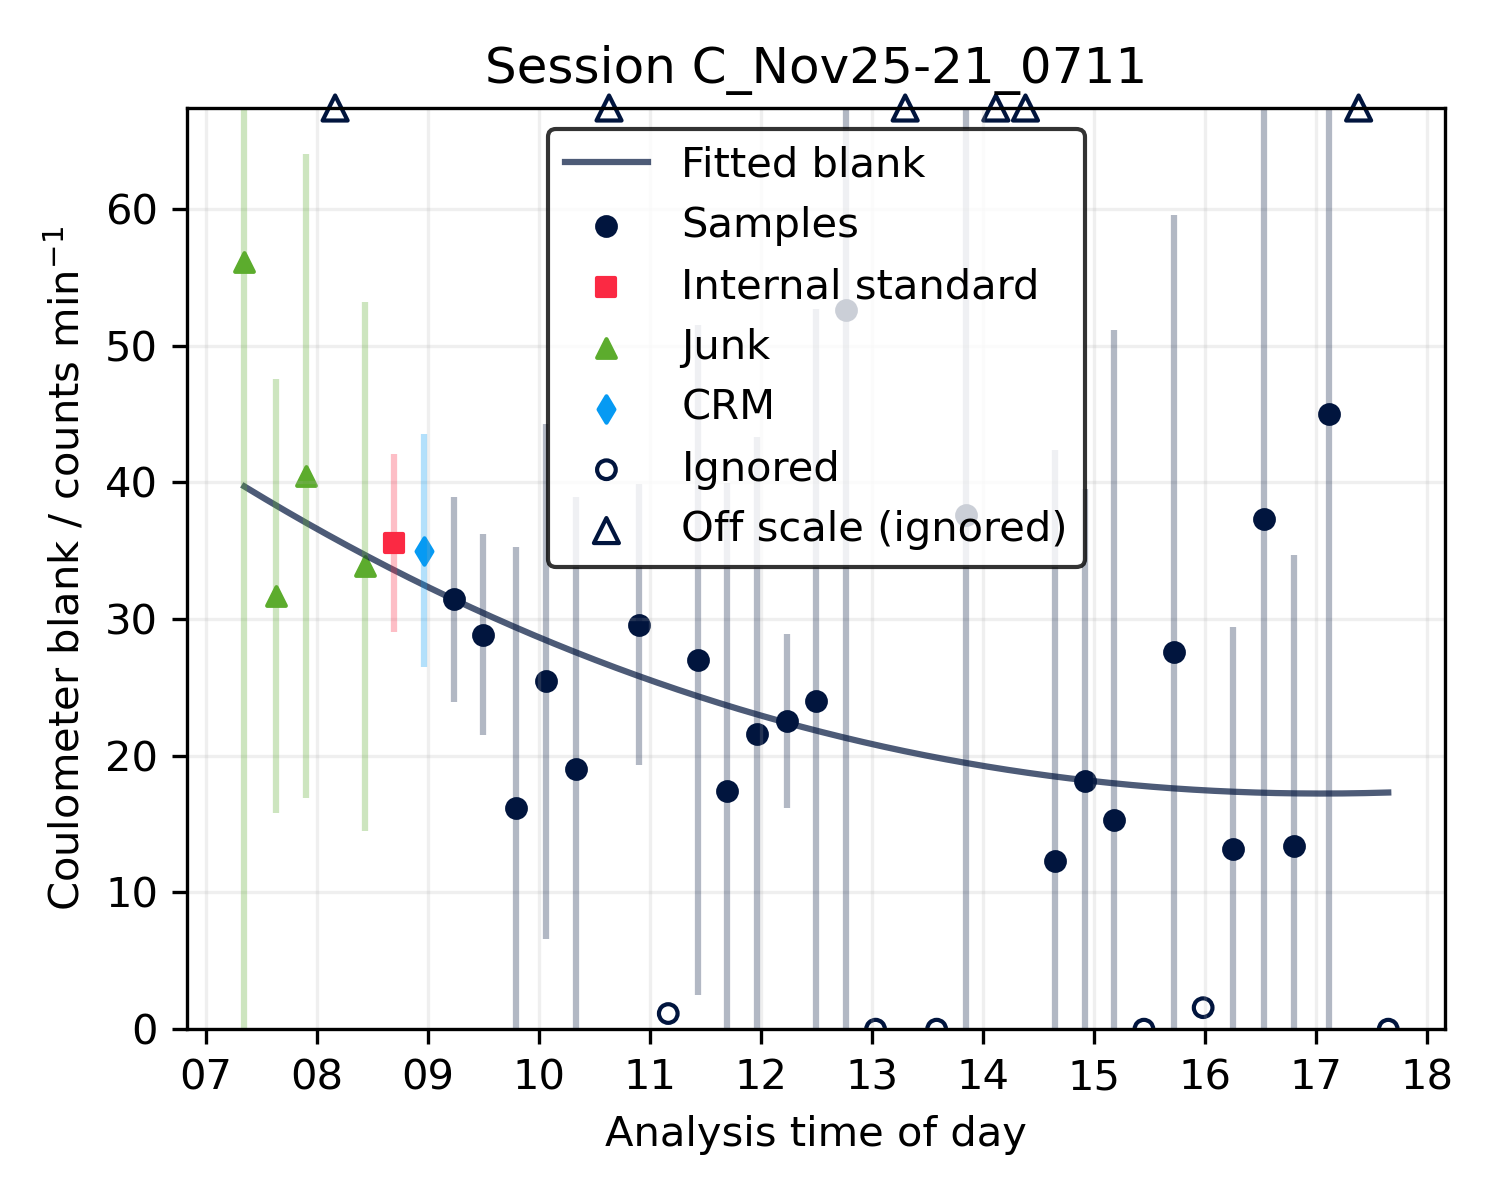 Session C_Nov25-21_0711
Coulometer blank / counts min⁻¹
60
50
40
30
20
10
0
Fitted blank
Samples
Internal standard
Junk
CRM
Ignored
Off scale (ignored)
07 08 09 10 11 12 13 14 15 16 17 18
Analysis time of day